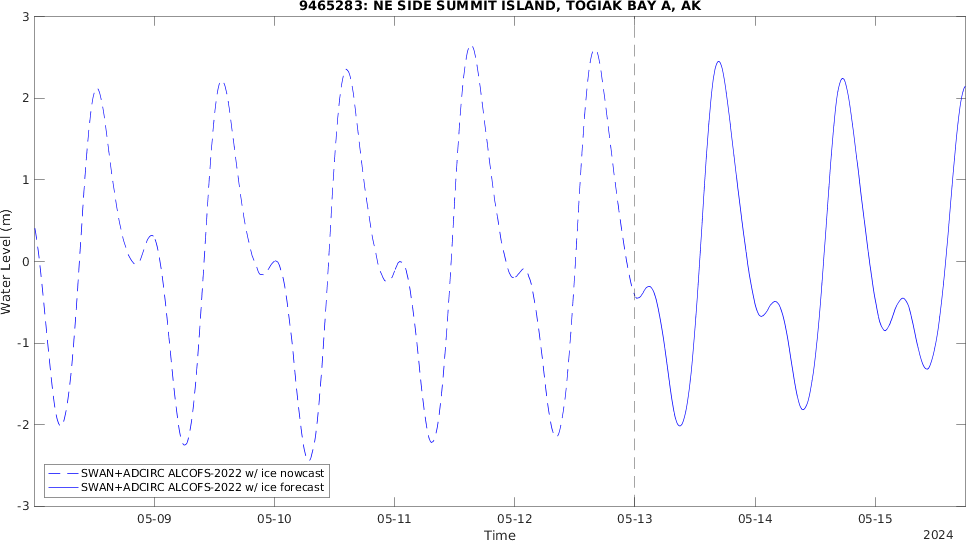 9465283: NE SIDE SUMMIT ISLAND, TOGIAK BAY A, AK
3
2
1
0
-1
-2
-3
Water Level (m)
SWAN+ADCIRC ALCOFS-2022 w/ ice nowcast
SWAN+ADCIRC ALCOFS-2022 w/ ice forecast
05-09 05-10 05-11 05-12 05-13 05-14 05-15
Time
2024